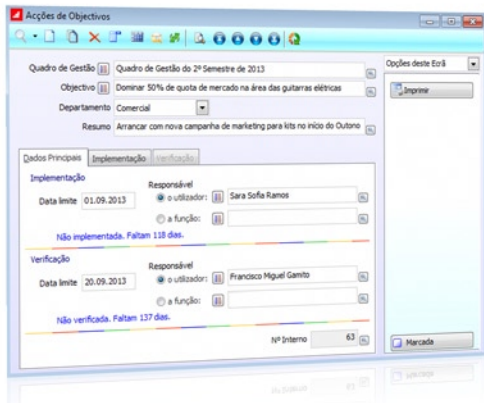 Acções de Objectivos
Opções deste Ecrã
Quadro de Gestão Quadro de Gestão do 2º Semestre de 2013
Imprimir
Objectivo Dominar 50% de quota de mercado na área das guitarras elétricas
Departamento Comercial
Resumo Arrancar com nova campanha de marketing para kits no início do Outono
Dados Principais Implementação Verificação
Implementação
Responsável
Data limite 01.09.2013 o utilizador: Sara Sofia Ramos
a função:
Não implementada. Faltam 118 dias.
Verificação
Responsável
Data limite 20.09.2013 o utilizador: Francisco Miguel Gamito
a função:
Não verificada. Faltam 137 dias.
Nº Interno 63
Marcada